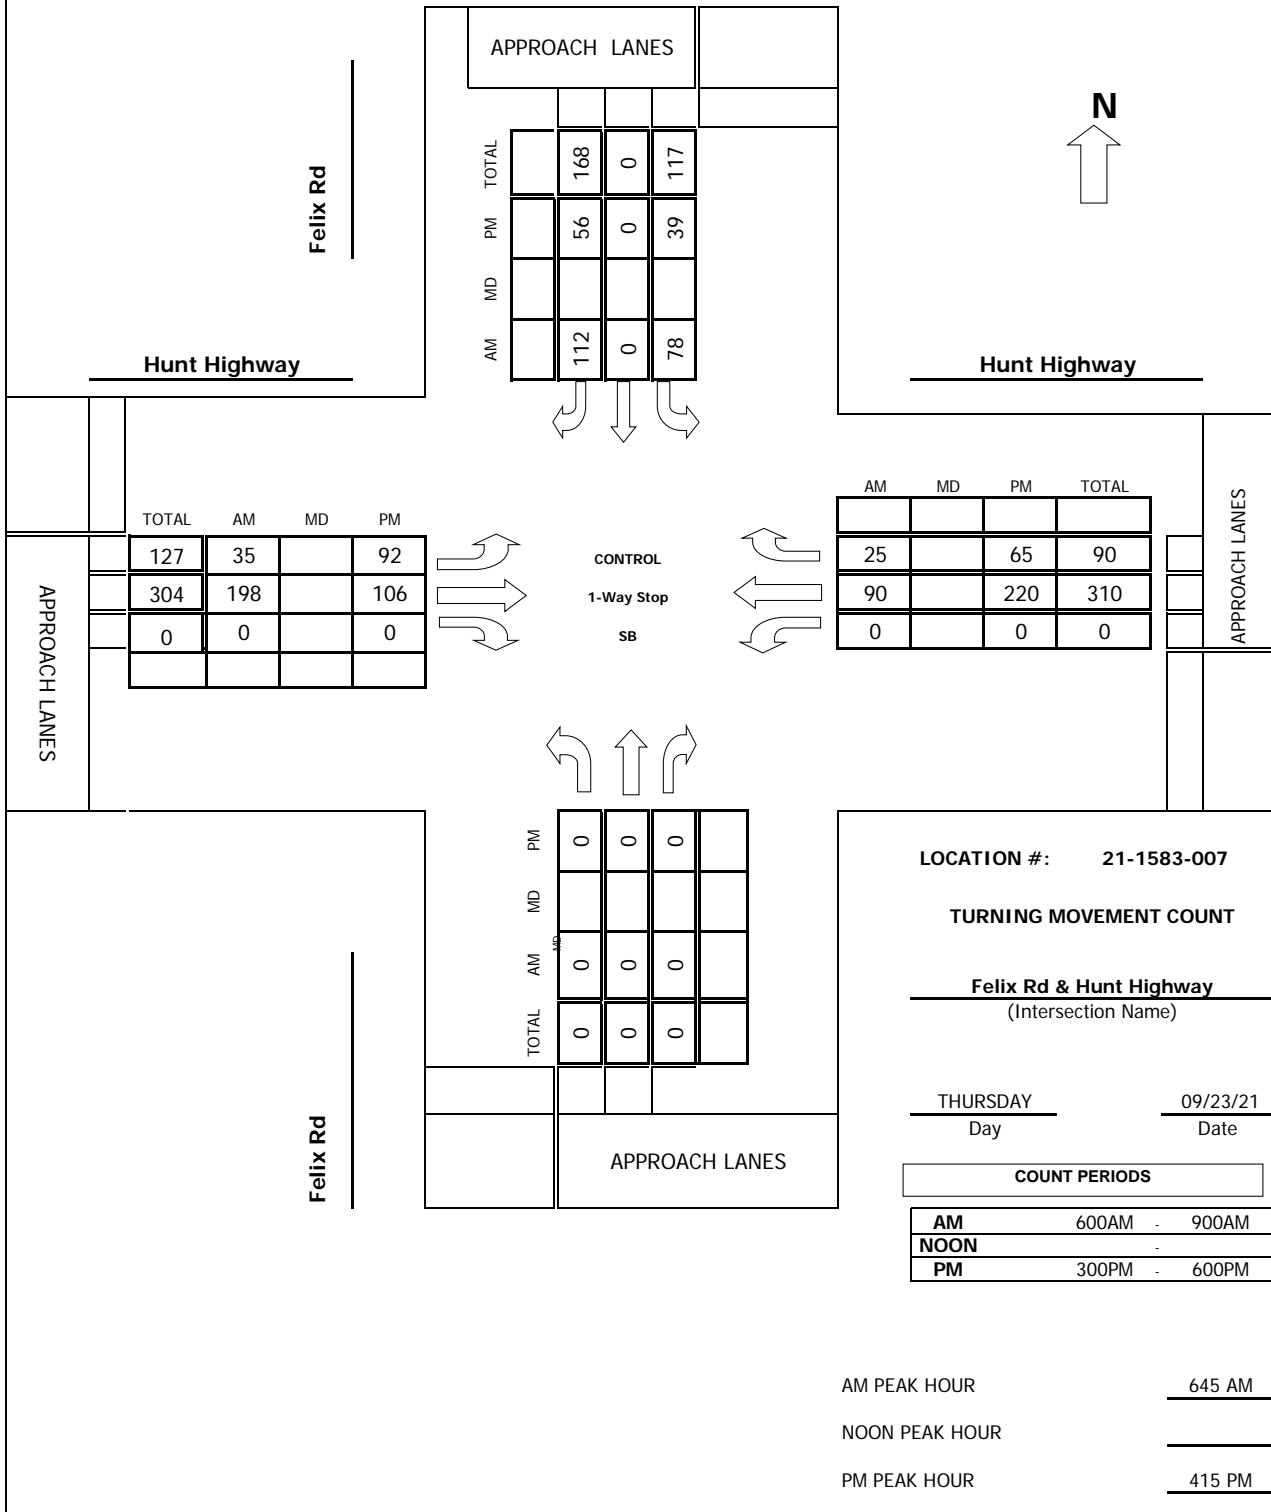 APPROACH LANES
N
Felix Rd
TOTAL 168 0 117
PM 56 0 39
MD
AM 112 0 78
Hunt Highway
Hunt Highway
TOTAL AM MD PM
127 35 92
304 198 106
0 0 0
APPROACH LANES
CONTROL
1-Way Stop
SB
AM MD PM TOTAL
25 65 90
90 220 310
0 0 0
APPROACH LANES
PM 0 0 0
MD
MD
AM 0 0 0
TOTAL 0 0 0
APPROACH LANES
Felix Rd
LOCATION #: 21-1583-007
TURNING MOVEMENT COUNT
Felix Rd & Hunt Highway
(Intersection Name)
THURSDAY 09/23/21
Day Date
COUNT PERIODS
AM 600AM - 900AM
NOON -
PM 300PM - 600PM
AM PEAK HOUR 645 AM
NOON PEAK HOUR
PM PEAK HOUR 415 PM